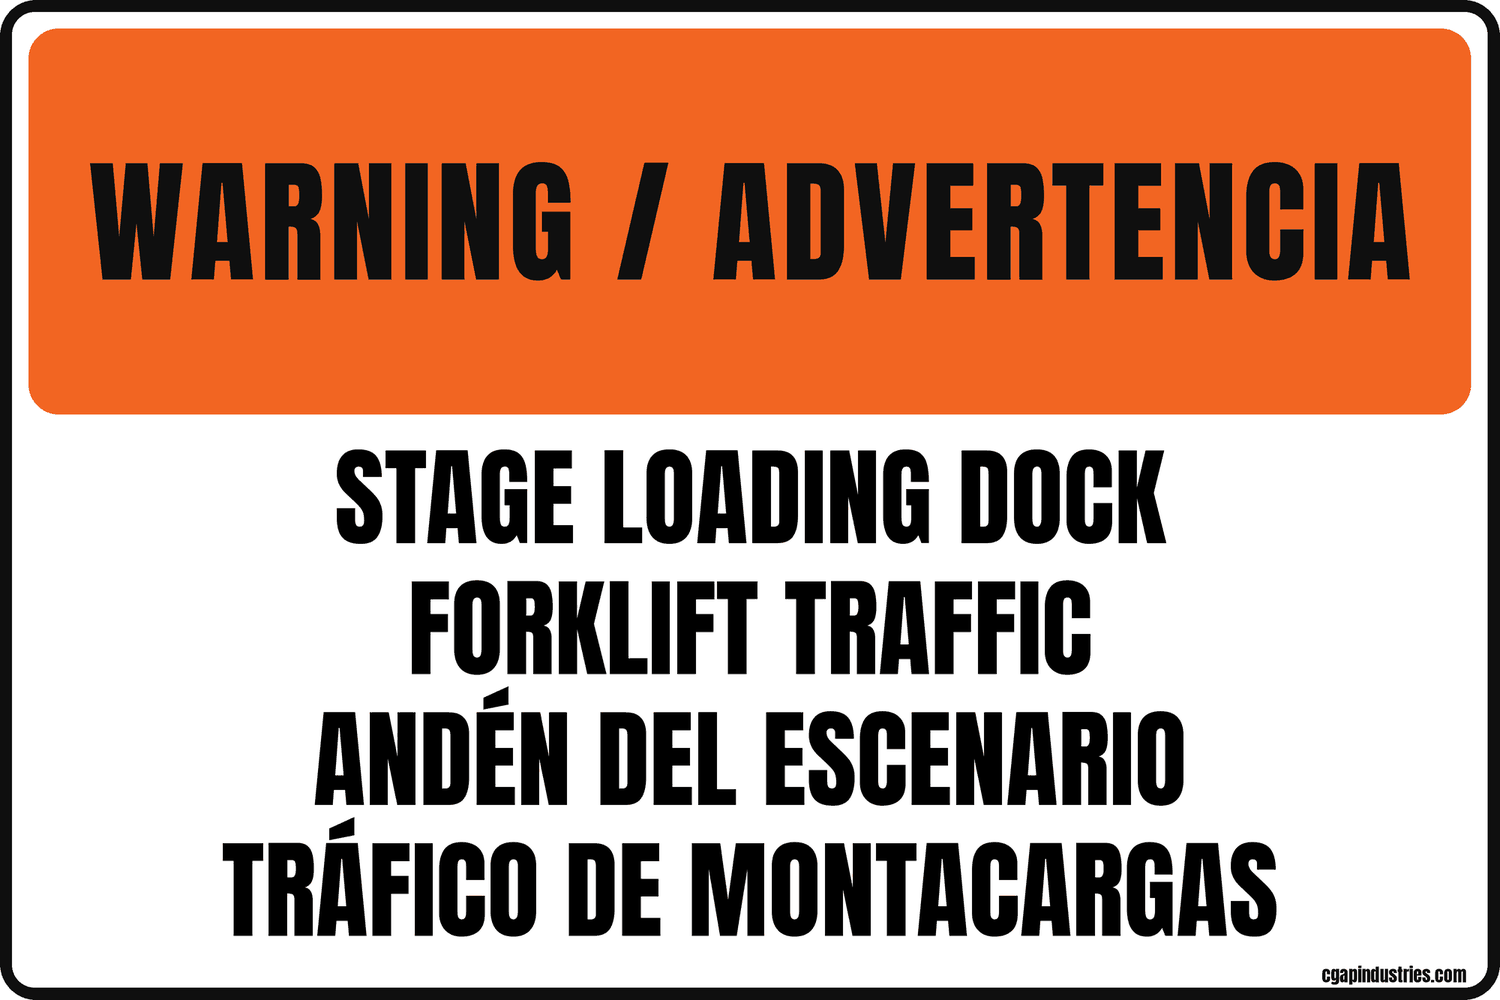 WARNING / ADVERTENCIA
STAGE LOADING DOCK
FORKLIFT TRAFFIC
ANDÉN DEL ESCENARIO
TRÁFICO DE MONTACARGAS
cgapindustries.com